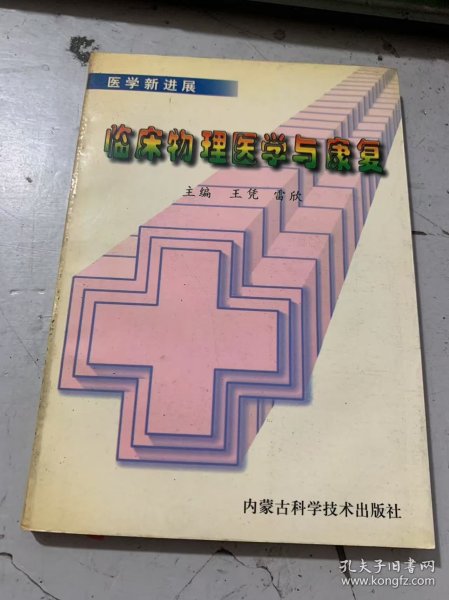 医学新进展
临床物理医学与康复
主编 王凭 雷欣
内蒙古科学技术出版社
孔夫子旧书网
www.kongfz.com